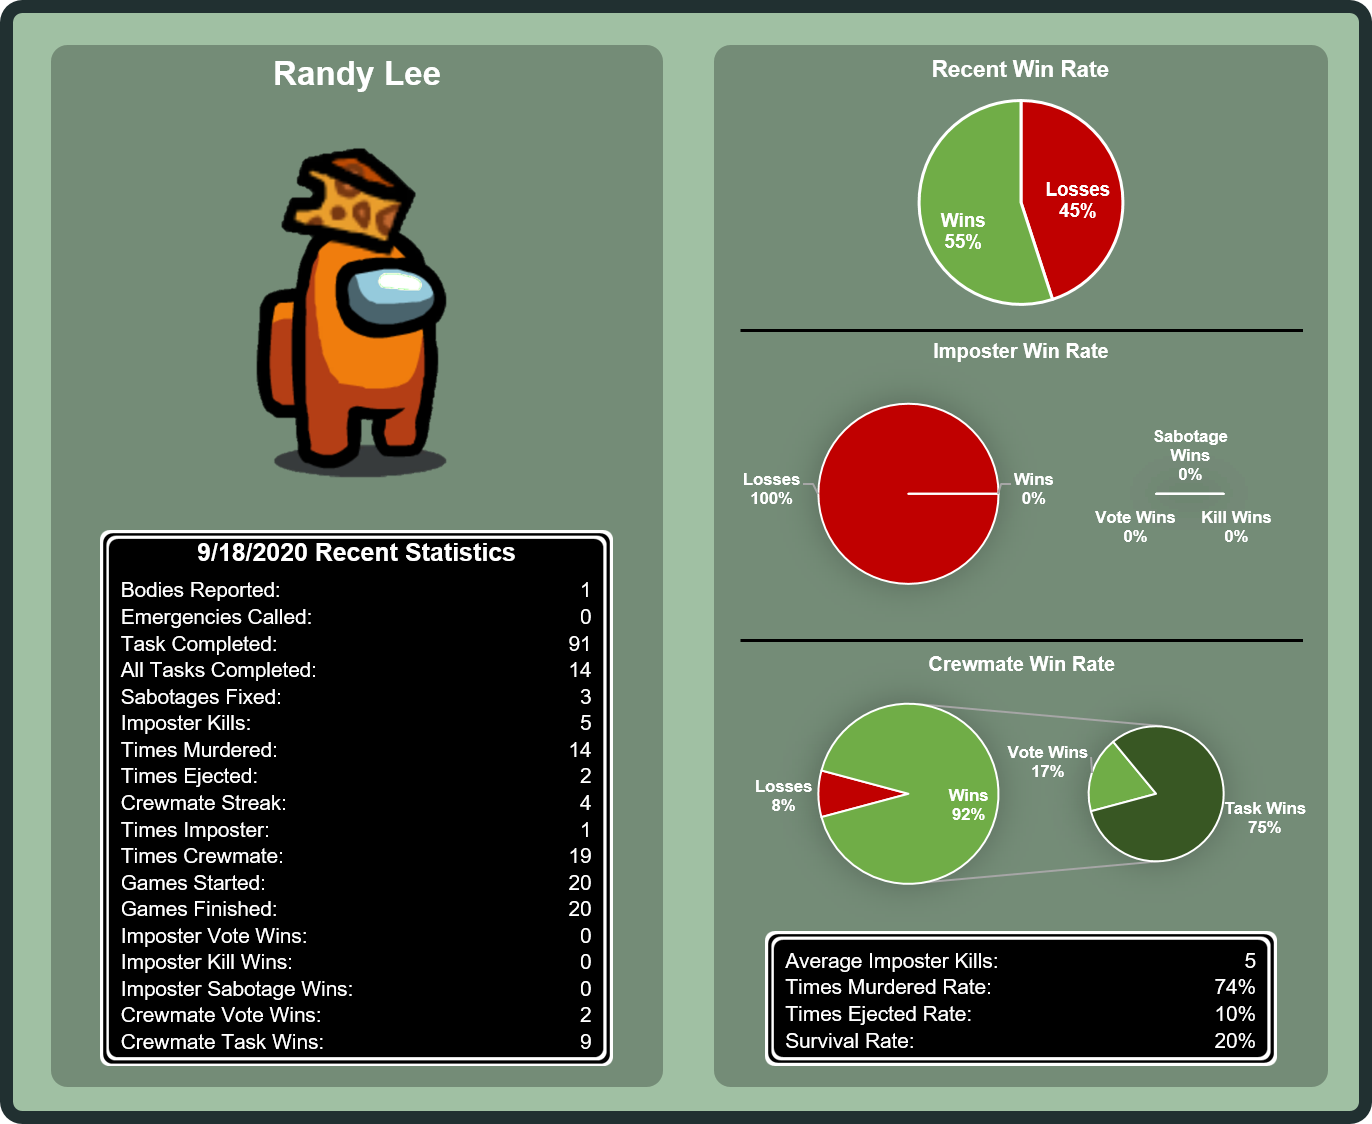 Randy Lee
9/18/2020 Recent Statistics
Bodies Reported: 1
Emergencies Called: 0
Task Completed: 91
All Tasks Completed: 14
Sabotages Fixed: 3
Imposter Kills: 5
Times Murdered: 14
Times Ejected: 2
Crewmate Streak: 4
Times Imposter: 1
Times Crewmate: 19
Games Started: 20
Games Finished: 20
Imposter Vote Wins: 0
Imposter Kill Wins: 0
Imposter Sabotage Wins: 0
Crewmate Vote Wins: 2
Crewmate Task Wins: 9
Recent Win Rate
Losses
45%
Wins
55%
Imposter Win Rate
Losses
100%
Wins
0%
Sabotage
Wins
0%
Vote Wins
0%
Kill Wins
0%
Crewmate Win Rate
Losses
8%
Wins
92%
Vote Wins
17%
Task Wins
75%
Average Imposter Kills: 5
Times Murdered Rate: 74%
Times Ejected Rate: 10%
Survival Rate: 20%